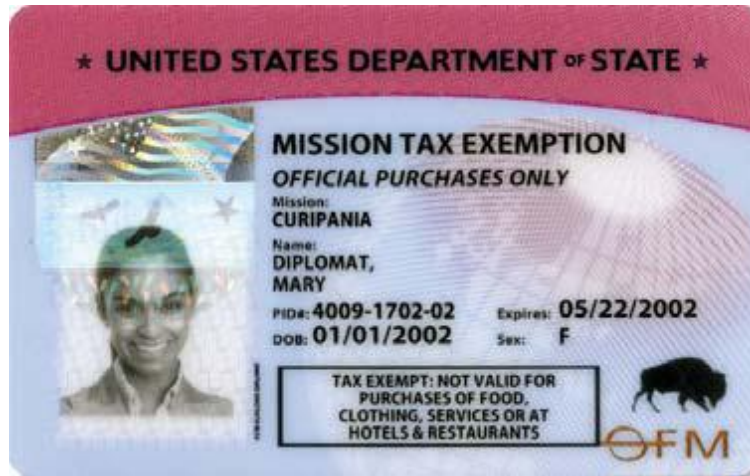 ★ UNITED STATES DEPARTMENT OF STATE ★
MISSION TAX EXEMPTION
OFFICIAL PURCHASES ONLY
Mission:
CURIPANIA
Name:
DIPLOMAT,
MARY
PID#: 4009-1702-02 Expires: 05/22/2002
DOB: 01/01/2002 Sex: F
TAX EXEMPT: NOT VALID FOR
PURCHASES OF FOOD,
CLOTHING, SERVICES OR AT
HOTELS & RESTAURANTS
OFM